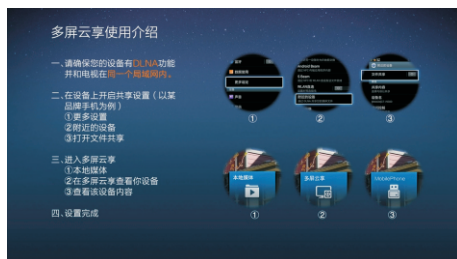 多屏云享使用介绍
一、请确保您的设备有DLNA功能
并和电视在同一个局域网内。
二、在设备上开启共享设置（以某
品牌手机为例）
①更多设置
②附近的设备
③打开文件共享
①
②
③
三、进入多屏云享
①本地媒体
②在多屏云享查看你设备
③查看该设备内容
本地媒体
多屏云享
MobilePhone
①
②
③
四、设置完成